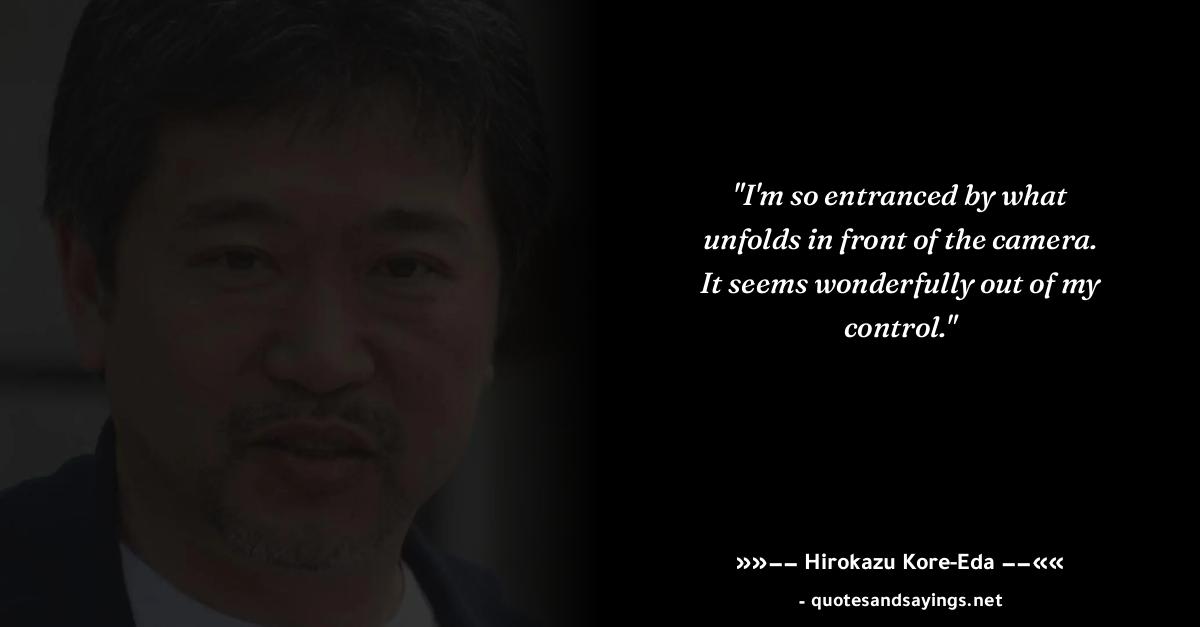 "I'm so entranced by what
unfolds in front of the camera.
It seems wonderfully out of my
control."
»»−− Hirokazu Kore-Eda −−««
- quotesandsayings.net